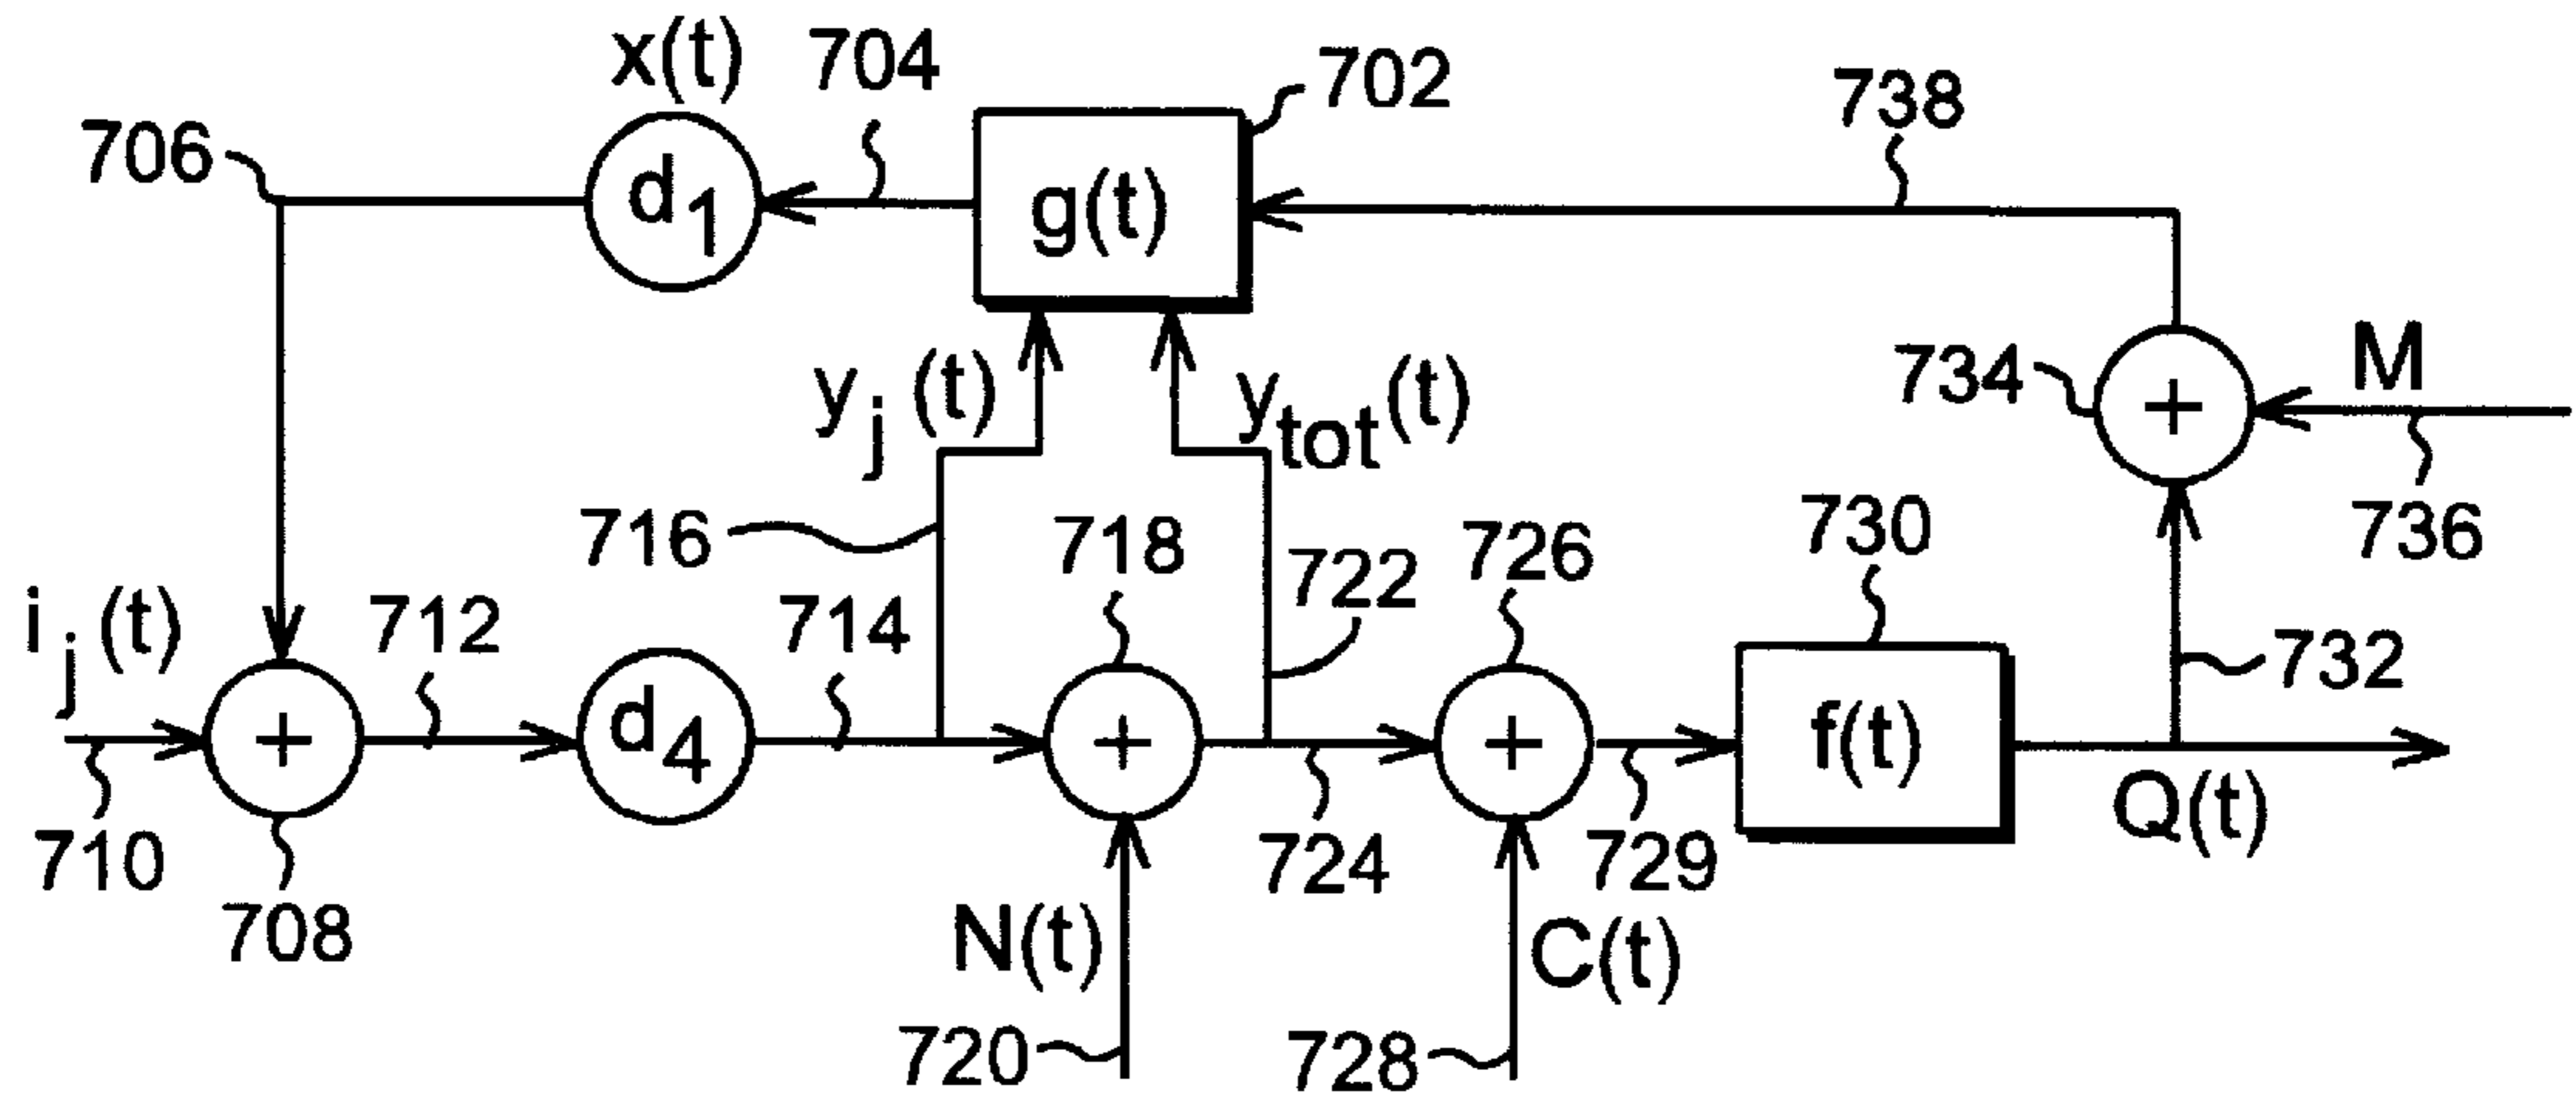 x(t)
704
702
738
706
d1
g(t)
M
734
yj(t)
ytot(t)
736
716
718
722
726
730
732
ij(t)
712
714
d4
f(t)
Q(t)
710
708
724
729
N(t)
C(t)
720
728
+
+
+
+